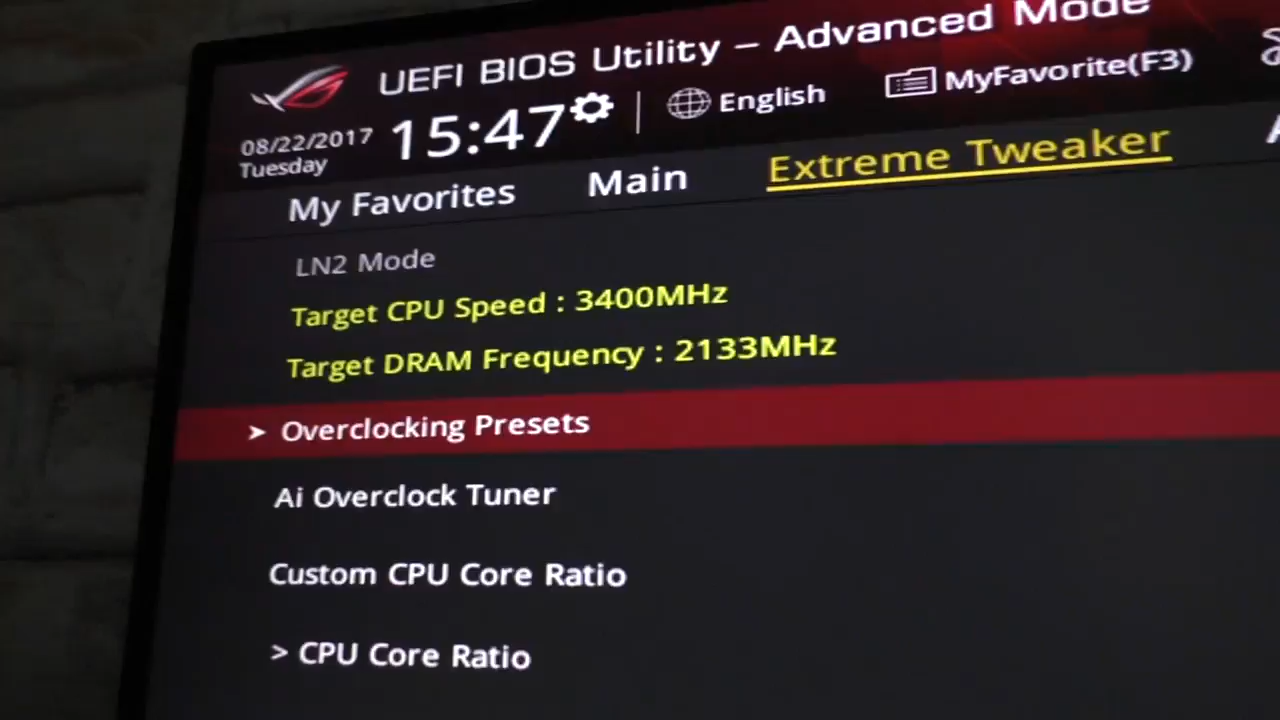 UEFI BIOS Utility – Advanced Mode
08/22/2017
Tuesday
15:47
English
MyFavorite(F3)
My Favorites
Main
Extreme Tweaker
LN2 Mode
Target CPU Speed : 3400MHz
Target DRAM Frequency : 2133MHz
➤ Overclocking Presets
Ai Overclock Tuner
Custom CPU Core Ratio
> CPU Core Ratio